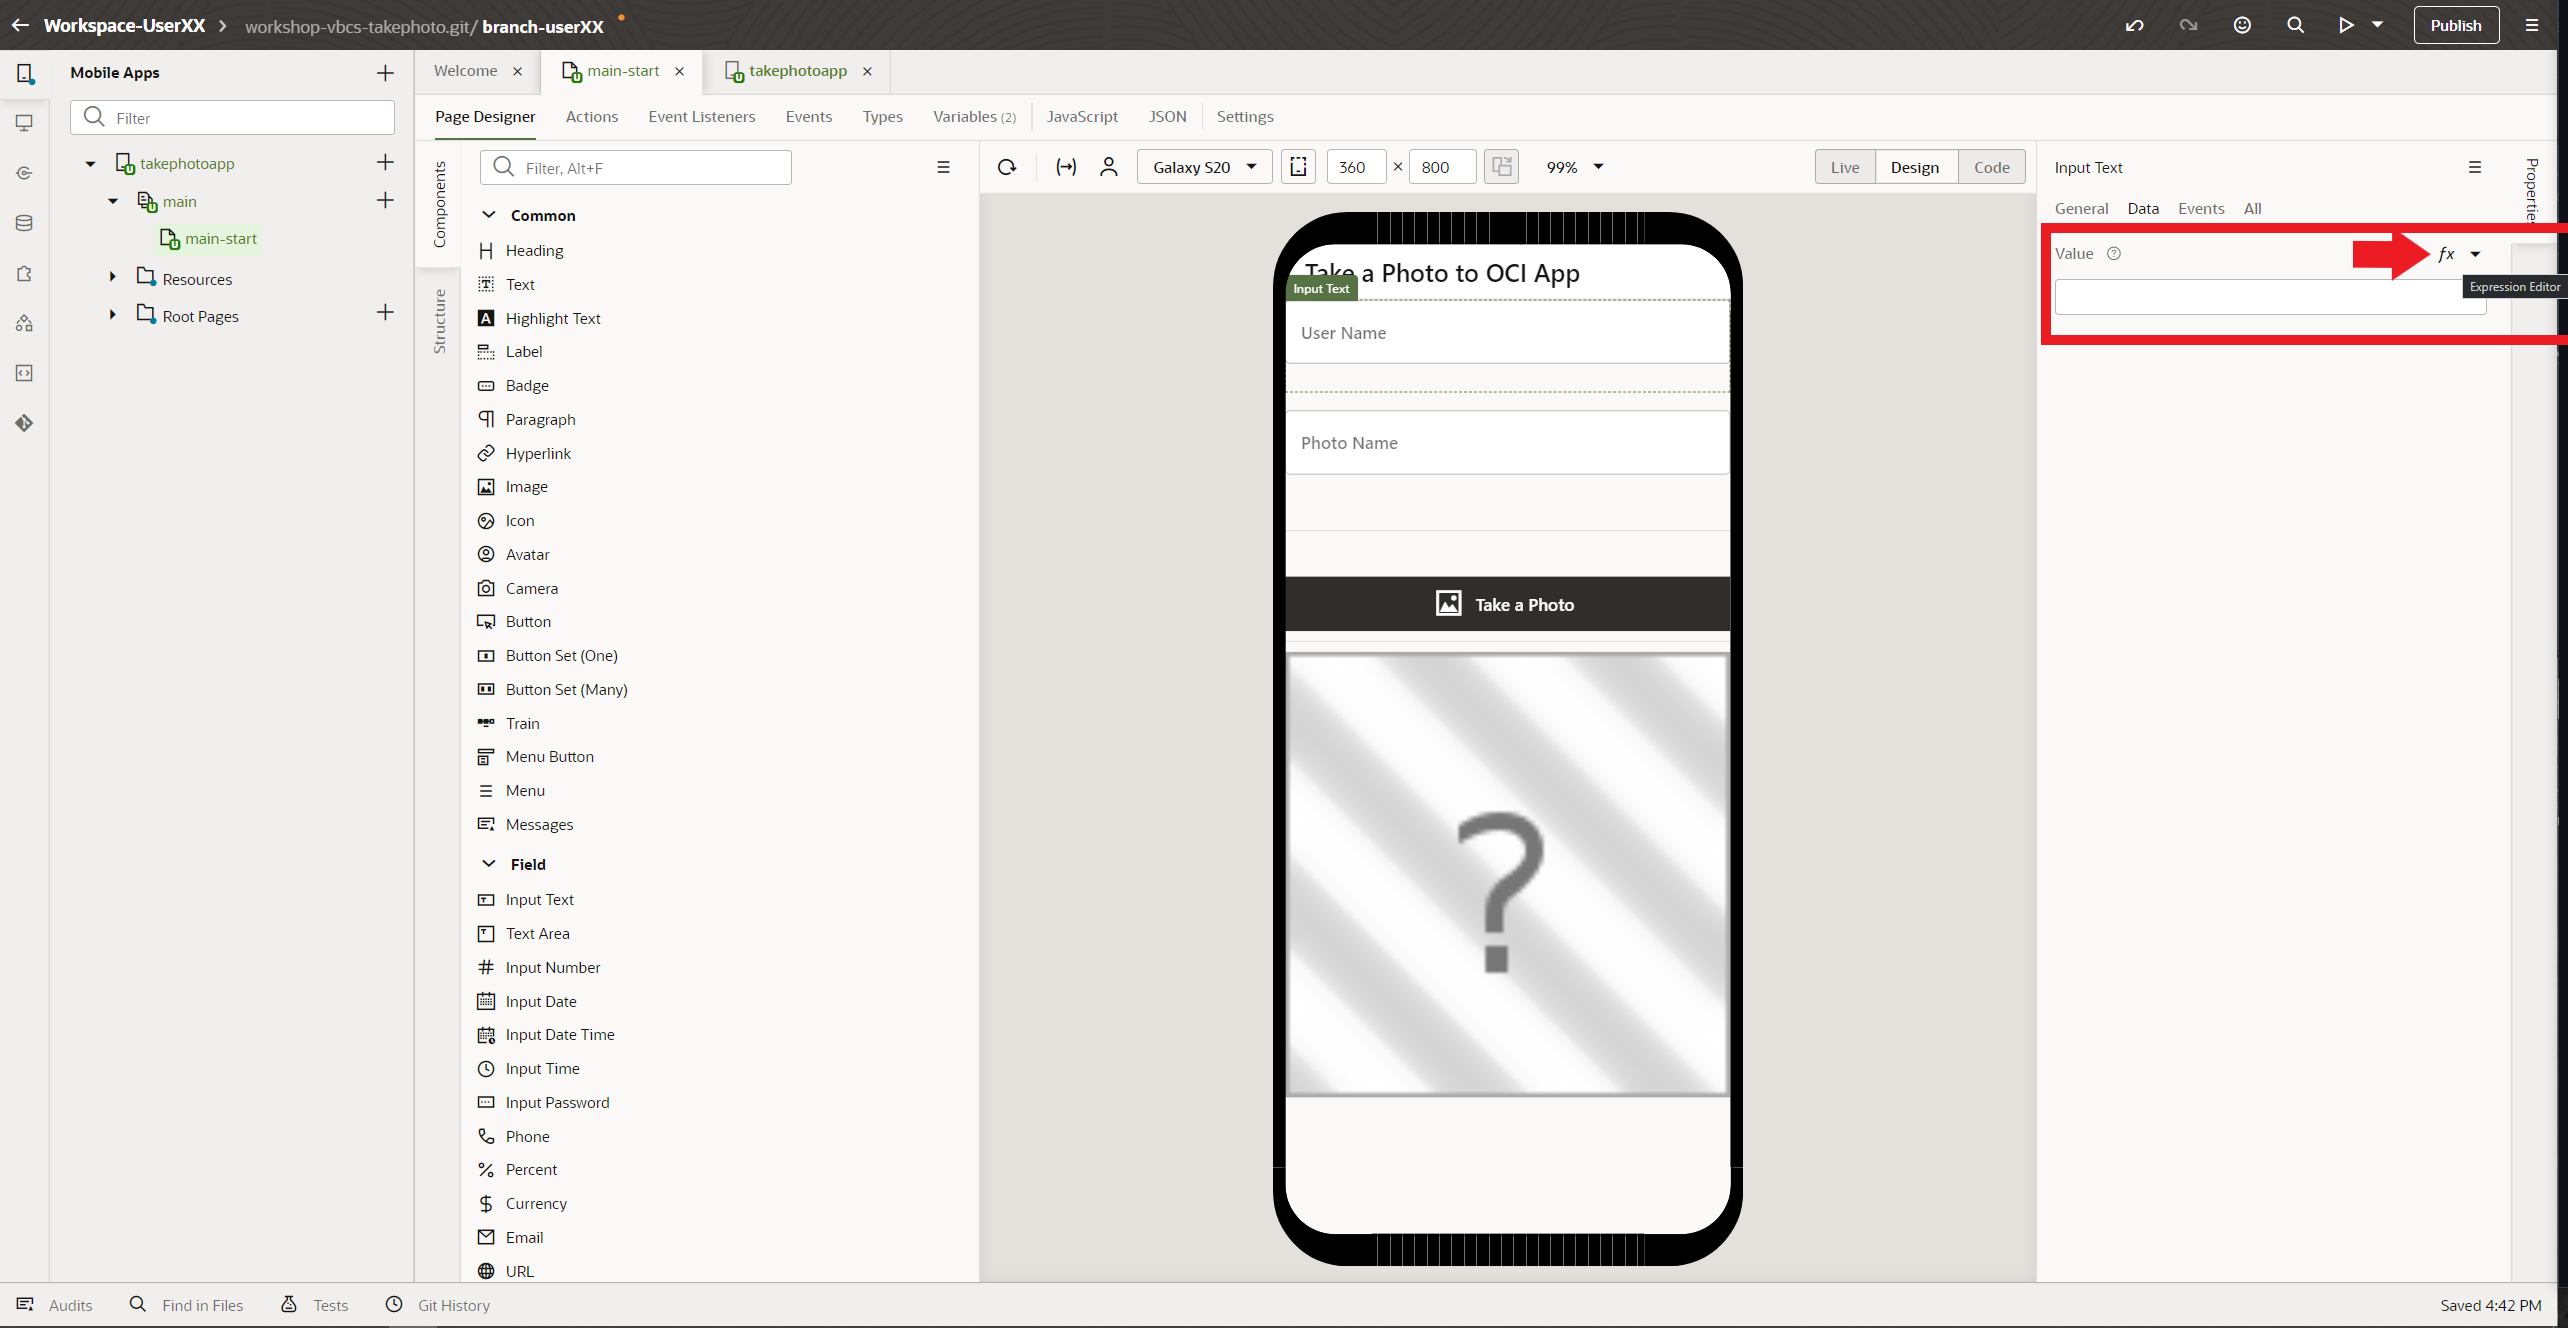 Workspace-UserXX
workshop-vbcs-takephoto.git/ branch-userXX
Publish
Mobile Apps
Filter
takephotoapp
main
main-start
Resources
Root Pages
Welcome
main-start
takephotoapp
Page Designer
Actions
Event Listeners
Events
Types
Variables (2)
JavaScript
JSON
Settings
Components
Structure
Filter, Alt+F
Common
Heading
Text
Highlight Text
Label
Badge
Paragraph
Hyperlink
Image
Icon
Avatar
Camera
Button
Button Set (One)
Button Set (Many)
Train
Menu Button
Menu
Messages
Field
Input Text
Text Area
Input Number
Input Date
Input Date Time
Input Time
Input Password
Phone
Percent
Currency
Email
URL
Galaxy S20
360 × 800
99%
Live
Design
Code
Take a Photo to OCI App
Input Text
User Name
Photo Name
Take a Photo
?
Input Text
General
Data
Events
All
Value
fx
Expression Editor
Properties
Audits
Find in Files
Tests
Git History
Saved 4:42 PM